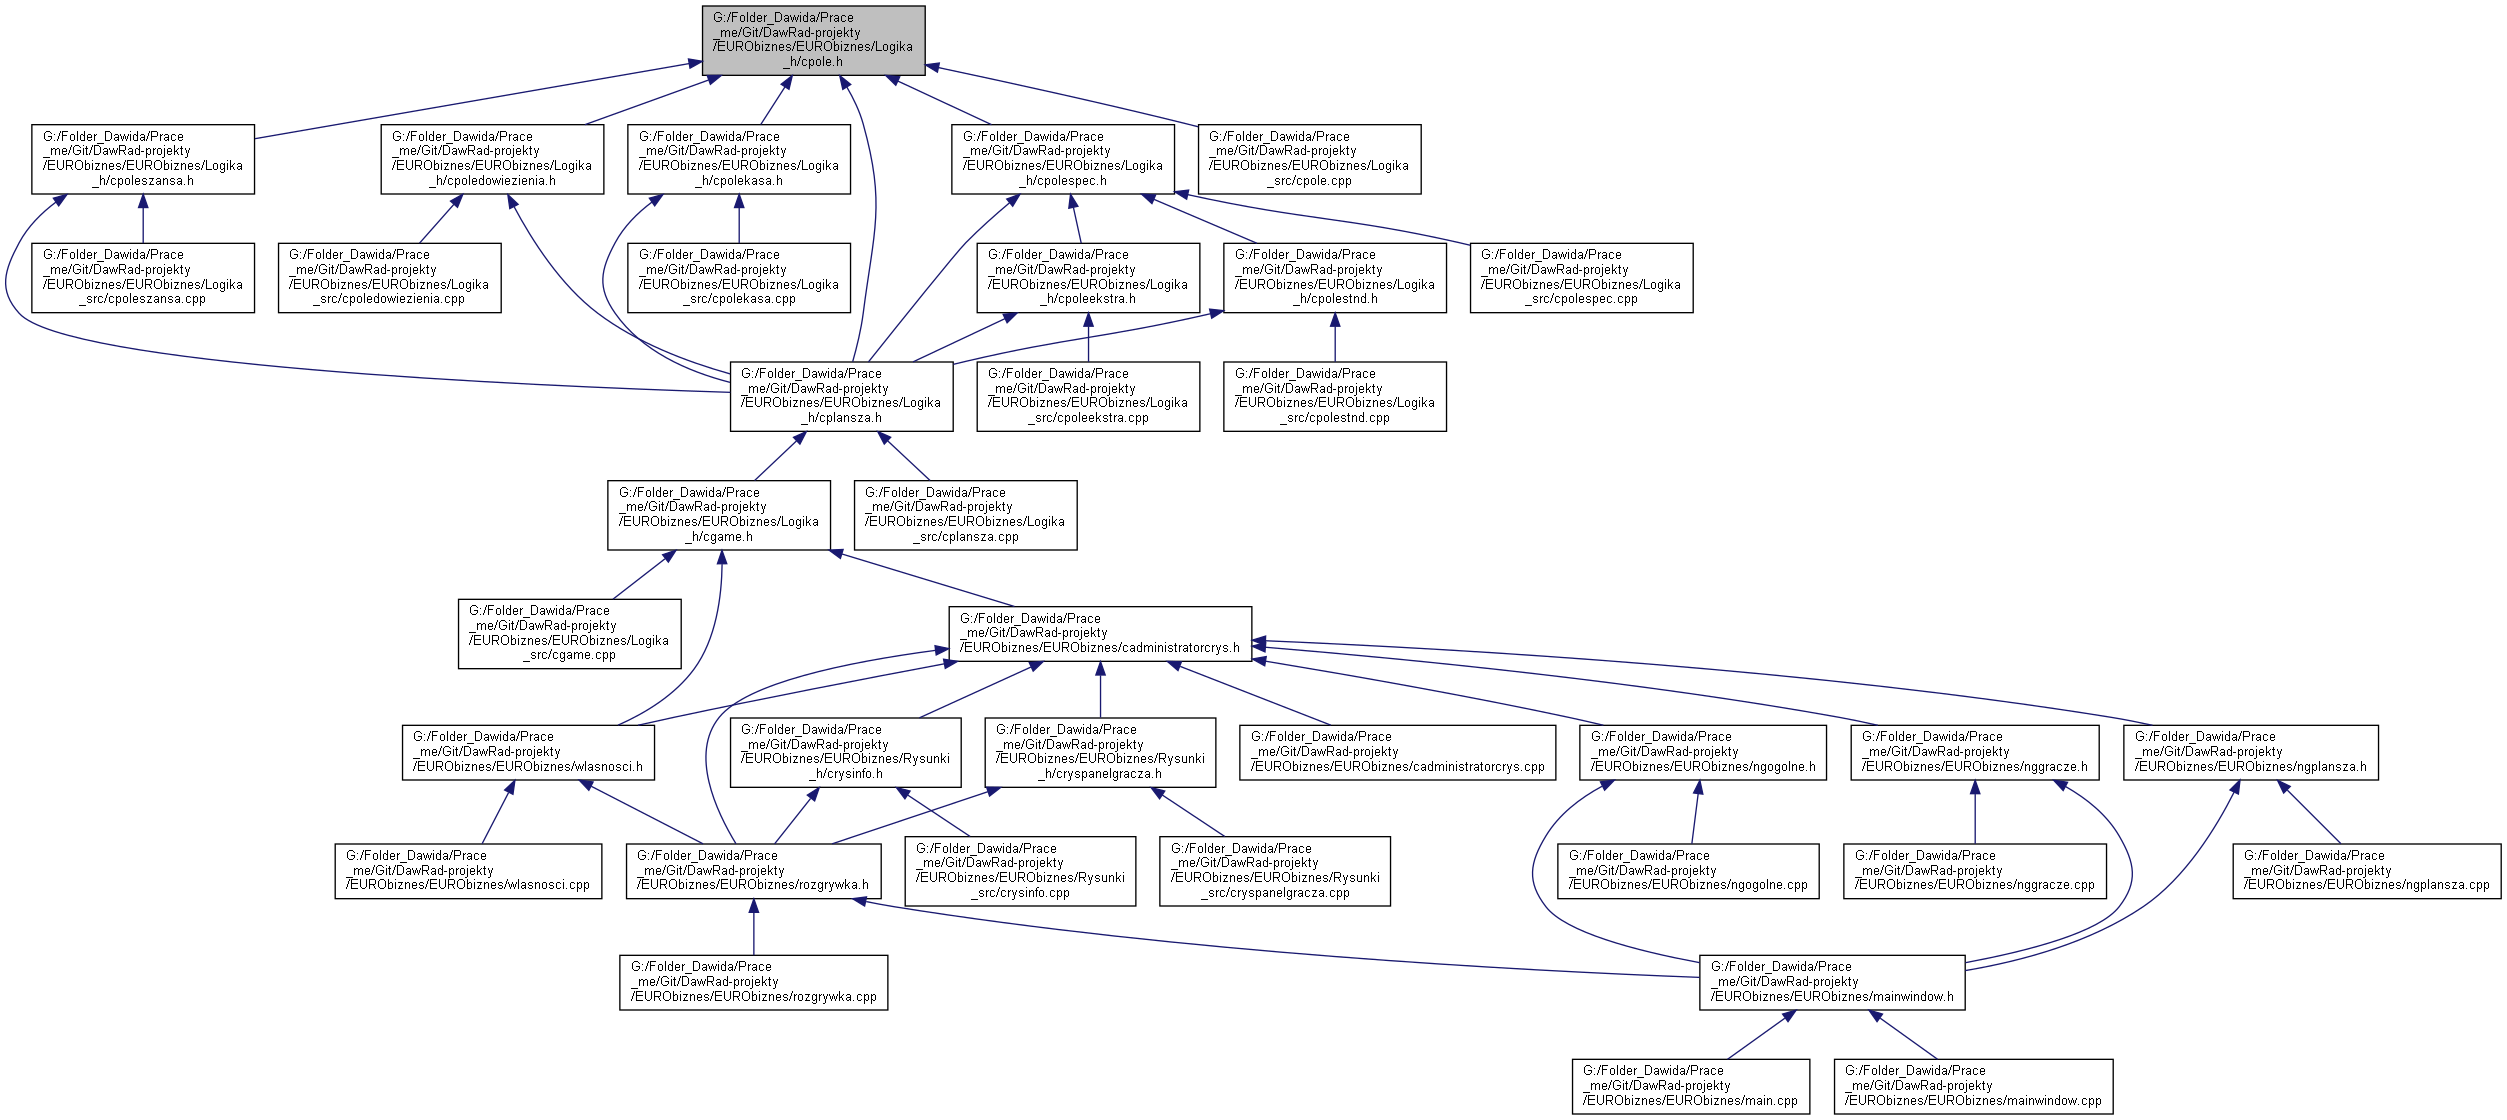 G:/Folder_Dawida/Prace
_me/Git/DawRad-projekty
/EURObiznes/EURObiznes/Logika
_h/cpole.h
G:/Folder_Dawida/Prace
_me/Git/DawRad-projekty
/EURObiznes/EURObiznes/Logika
_h/cpoleszansa.h
G:/Folder_Dawida/Prace
_me/Git/DawRad-projekty
/EURObiznes/EURObiznes/Logika
_h/cpoledowiezienia.h
G:/Folder_Dawida/Prace
_me/Git/DawRad-projekty
/EURObiznes/EURObiznes/Logika
_h/cpolekasa.h
G:/Folder_Dawida/Prace
_me/Git/DawRad-projekty
/EURObiznes/EURObiznes/Logika
_h/cpolespec.h
G:/Folder_Dawida/Prace
_me/Git/DawRad-projekty
/EURObiznes/EURObiznes/Logika
_src/cpole.cpp
G:/Folder_Dawida/Prace
_me/Git/DawRad-projekty
/EURObiznes/EURObiznes/Logika
_src/cpoleszansa.cpp
G:/Folder_Dawida/Prace
_me/Git/DawRad-projekty
/EURObiznes/EURObiznes/Logika
_src/cpoledowiezienia.cpp
G:/Folder_Dawida/Prace
_me/Git/DawRad-projekty
/EURObiznes/EURObiznes/Logika
_src/cpolekasa.cpp
G:/Folder_Dawida/Prace
_me/Git/DawRad-projekty
/EURObiznes/EURObiznes/Logika
_h/cpoleekstra.h
G:/Folder_Dawida/Prace
_me/Git/DawRad-projekty
/EURObiznes/EURObiznes/Logika
_h/cpolestnd.h
G:/Folder_Dawida/Prace
_me/Git/DawRad-projekty
/EURObiznes/EURObiznes/Logika
_src/cpolespec.cpp
G:/Folder_Dawida/Prace
_me/Git/DawRad-projekty
/EURObiznes/EURObiznes/Logika
_h/cplansza.h
G:/Folder_Dawida/Prace
_me/Git/DawRad-projekty
/EURObiznes/EURObiznes/Logika
_src/cpoleekstra.cpp
G:/Folder_Dawida/Prace
_me/Git/DawRad-projekty
/EURObiznes/EURObiznes/Logika
_src/cpolestnd.cpp
G:/Folder_Dawida/Prace
_me/Git/DawRad-projekty
/EURObiznes/EURObiznes/Logika
_h/cgame.h
G:/Folder_Dawida/Prace
_me/Git/DawRad-projekty
/EURObiznes/EURObiznes/Logika
_src/cplansza.cpp
G:/Folder_Dawida/Prace
_me/Git/DawRad-projekty
/EURObiznes/EURObiznes/Logika
_src/cgame.cpp
G:/Folder_Dawida/Prace
_me/Git/DawRad-projekty
/EURObiznes/EURObiznes/cadministratorcrys.h
G:/Folder_Dawida/Prace
_me/Git/DawRad-projekty
/EURObiznes/EURObiznes/wlasnosci.h
G:/Folder_Dawida/Prace
_me/Git/DawRad-projekty
/EURObiznes/EURObiznes/Rysunki
_h/crysinfo.h
G:/Folder_Dawida/Prace
_me/Git/DawRad-projekty
/EURObiznes/EURObiznes/Rysunki
_h/cryspanelgracza.h
G:/Folder_Dawida/Prace
_me/Git/DawRad-projekty
/EURObiznes/EURObiznes/cadministratorcrys.cpp
G:/Folder_Dawida/Prace
_me/Git/DawRad-projekty
/EURObiznes/EURObiznes/ngogolne.h
G:/Folder_Dawida/Prace
_me/Git/DawRad-projekty
/EURObiznes/EURObiznes/nggracze.h
G:/Folder_Dawida/Prace
_me/Git/DawRad-projekty
/EURObiznes/EURObiznes/ngplansza.h
G:/Folder_Dawida/Prace
_me/Git/DawRad-projekty
/EURObiznes/EURObiznes/wlasnosci.cpp
G:/Folder_Dawida/Prace
_me/Git/DawRad-projekty
/EURObiznes/EURObiznes/rozgrywka.h
G:/Folder_Dawida/Prace
_me/Git/DawRad-projekty
/EURObiznes/EURObiznes/Rysunki
_src/crysinfo.cpp
G:/Folder_Dawida/Prace
_me/Git/DawRad-projekty
/EURObiznes/EURObiznes/Rysunki
_src/cryspanelgracza.cpp
G:/Folder_Dawida/Prace
_me/Git/DawRad-projekty
/EURObiznes/EURObiznes/ngogolne.cpp
G:/Folder_Dawida/Prace
_me/Git/DawRad-projekty
/EURObiznes/EURObiznes/nggracze.cpp
G:/Folder_Dawida/Prace
_me/Git/DawRad-projekty
/EURObiznes/EURObiznes/ngplansza.cpp
G:/Folder_Dawida/Prace
_me/Git/DawRad-projekty
/EURObiznes/EURObiznes/rozgrywka.cpp
G:/Folder_Dawida/Prace
_me/Git/DawRad-projekty
/EURObiznes/EURObiznes/mainwindow.h
G:/Folder_Dawida/Prace
_me/Git/DawRad-projekty
/EURObiznes/EURObiznes/main.cpp
G:/Folder_Dawida/Prace
_me/Git/DawRad-projekty
/EURObiznes/EURObiznes/mainwindow.cpp